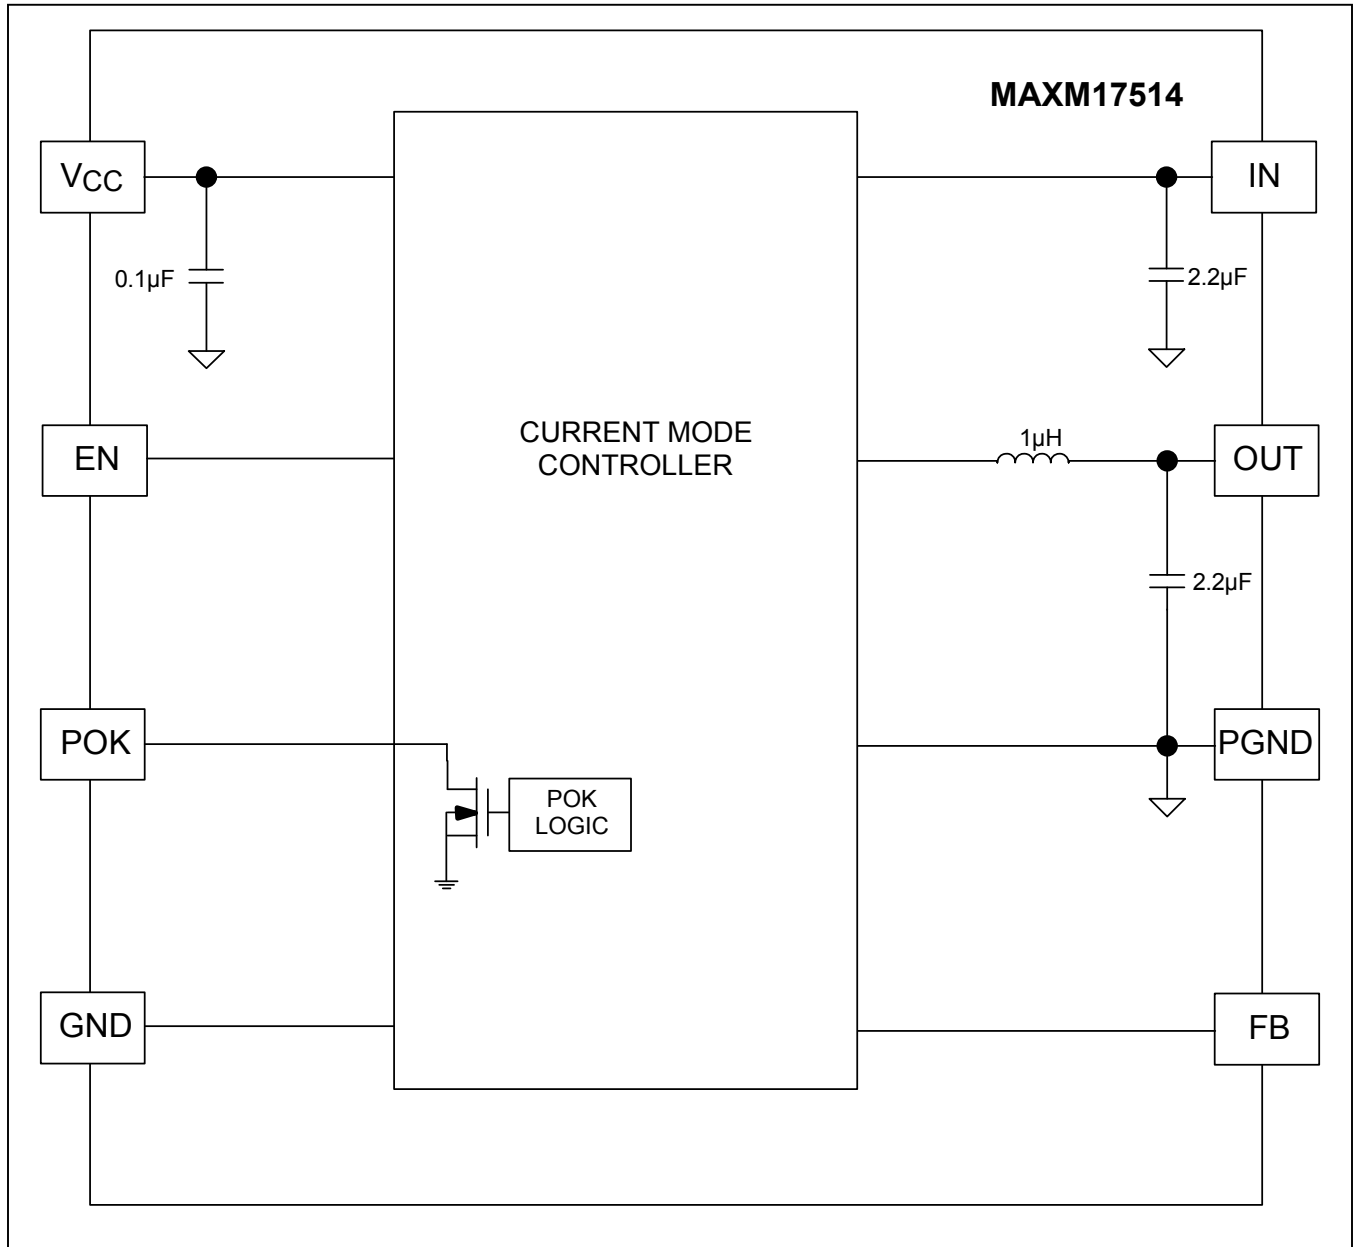 MAXM17514
VCC
IN
0.1µF
2.2µF
CURRENT MODE
CONTROLLER
EN
1µH
OUT
2.2µF
POK
PGND
POK
LOGIC
GND
FB